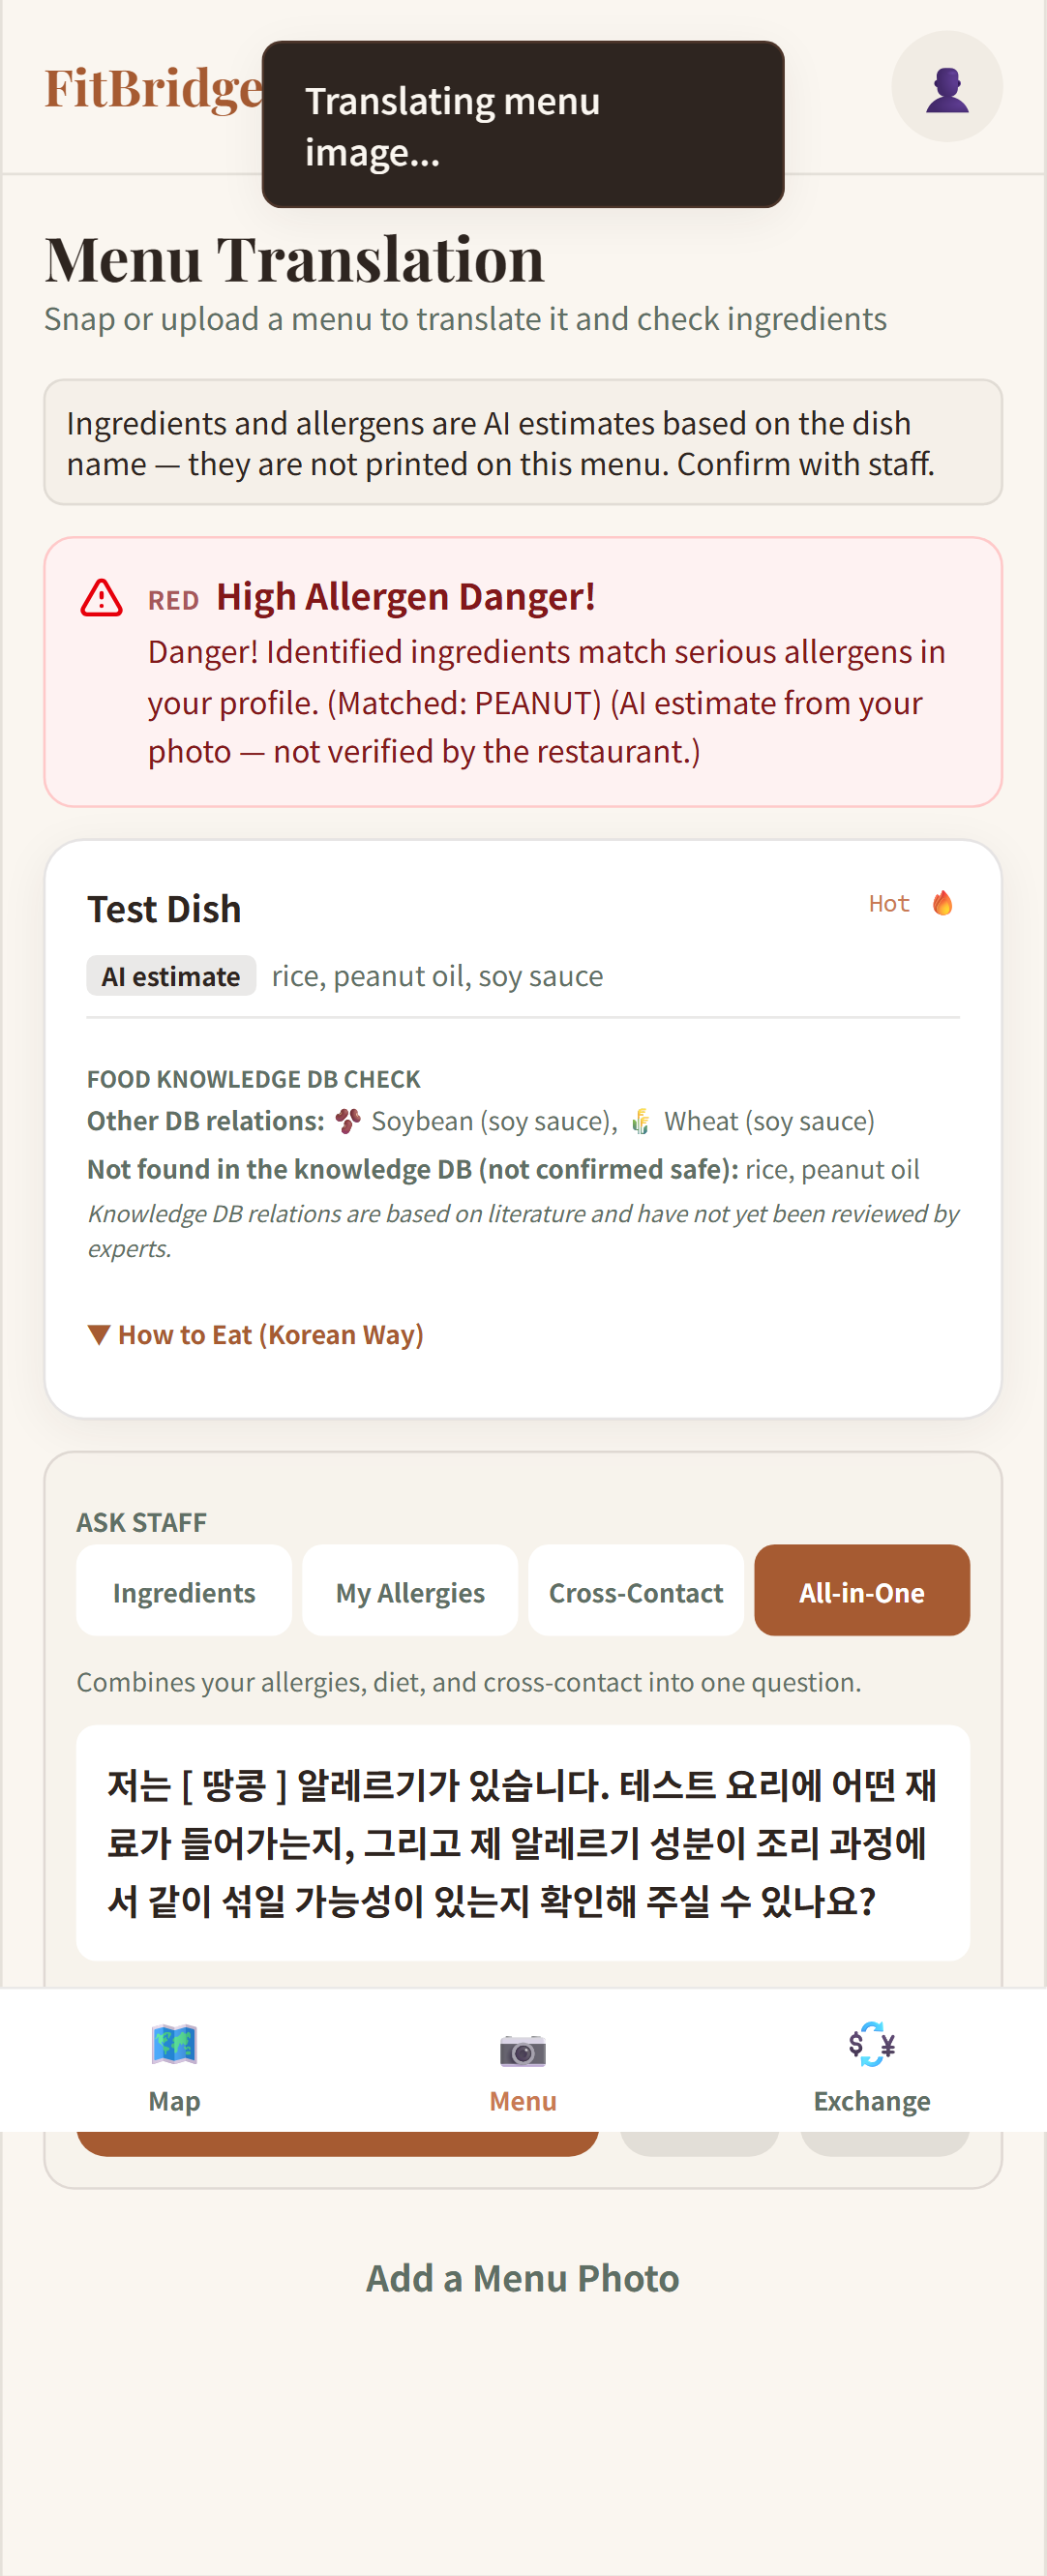 FitBridge
Translating menu
image...
Menu Translation
Snap or upload a menu to translate it and check ingredients
Ingredients and allergens are AI estimates based on the dish
name — they are not printed on this menu. Confirm with staff.
RED High Allergen Danger!
Danger! Identified ingredients match serious allergens in
your profile. (Matched: PEANUT) (AI estimate from your
photo — not verified by the restaurant.)
Test Dish
Hot
AI estimate rice, peanut oil, soy sauce
FOOD KNOWLEDGE DB CHECK
Other DB relations: Soybean (soy sauce), Wheat (soy sauce)
Not found in the knowledge DB (not confirmed safe): rice, peanut oil
Knowledge DB relations are based on literature and have not yet been reviewed by
experts.
▼ How to Eat (Korean Way)
ASK STAFF
Ingredients My Allergies Cross-Contact All-in-One
Combines your allergies, diet, and cross-contact into one question.
저는 [ 땅콩 ] 알레르기가 있습니다. 테스트 요리에 어떤 재
료가 들어가는지, 그리고 제 알레르기 성분이 조리 과정에
서 같이 섞일 가능성이 있는지 확인해 주실 수 있나요?
Map Menu Exchange
Add a Menu Photo